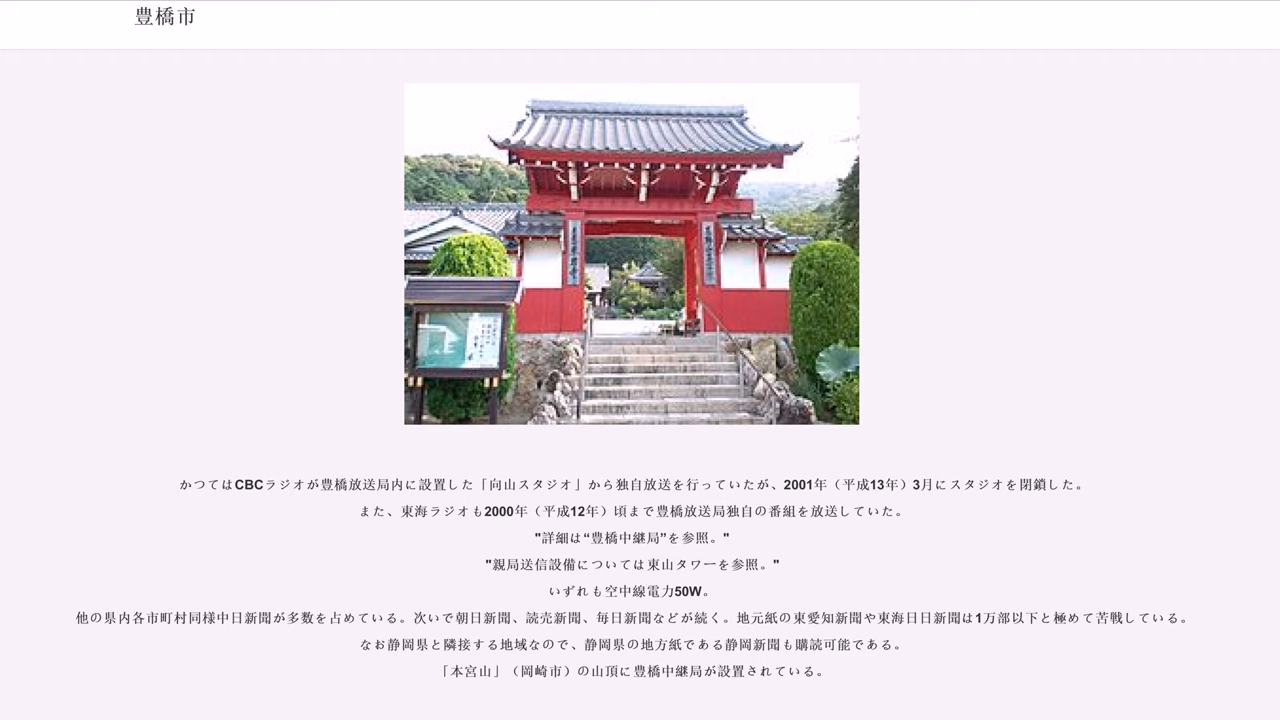 豊橋市
かつてはCBCラジオが豊橋放送局内に設置した「向山スタジオ」から独自放送を行っていたが、2001年（平成13年）3月にスタジオを閉鎖した。
また、東海ラジオも2000年（平成12年）頃まで豊橋放送局独自の番組を放送していた。
"詳細は“豊橋中継局”を参照。"
"親局送信設備については東山タワーを参照。"
いずれも空中線電力50W。
他の県内各市町村同様中日新聞が多数を占めている。次いで朝日新聞、読売新聞、毎日新聞などが続く。地元紙の東愛知新聞や東海日日新聞は1万部以下と極めて苦戦している。
なお静岡県と隣接する地域なので、静岡県の地方紙である静岡新聞も購読可能である。
「本宮山」（岡崎市）の山頂に豊橋中継局が設置されている。